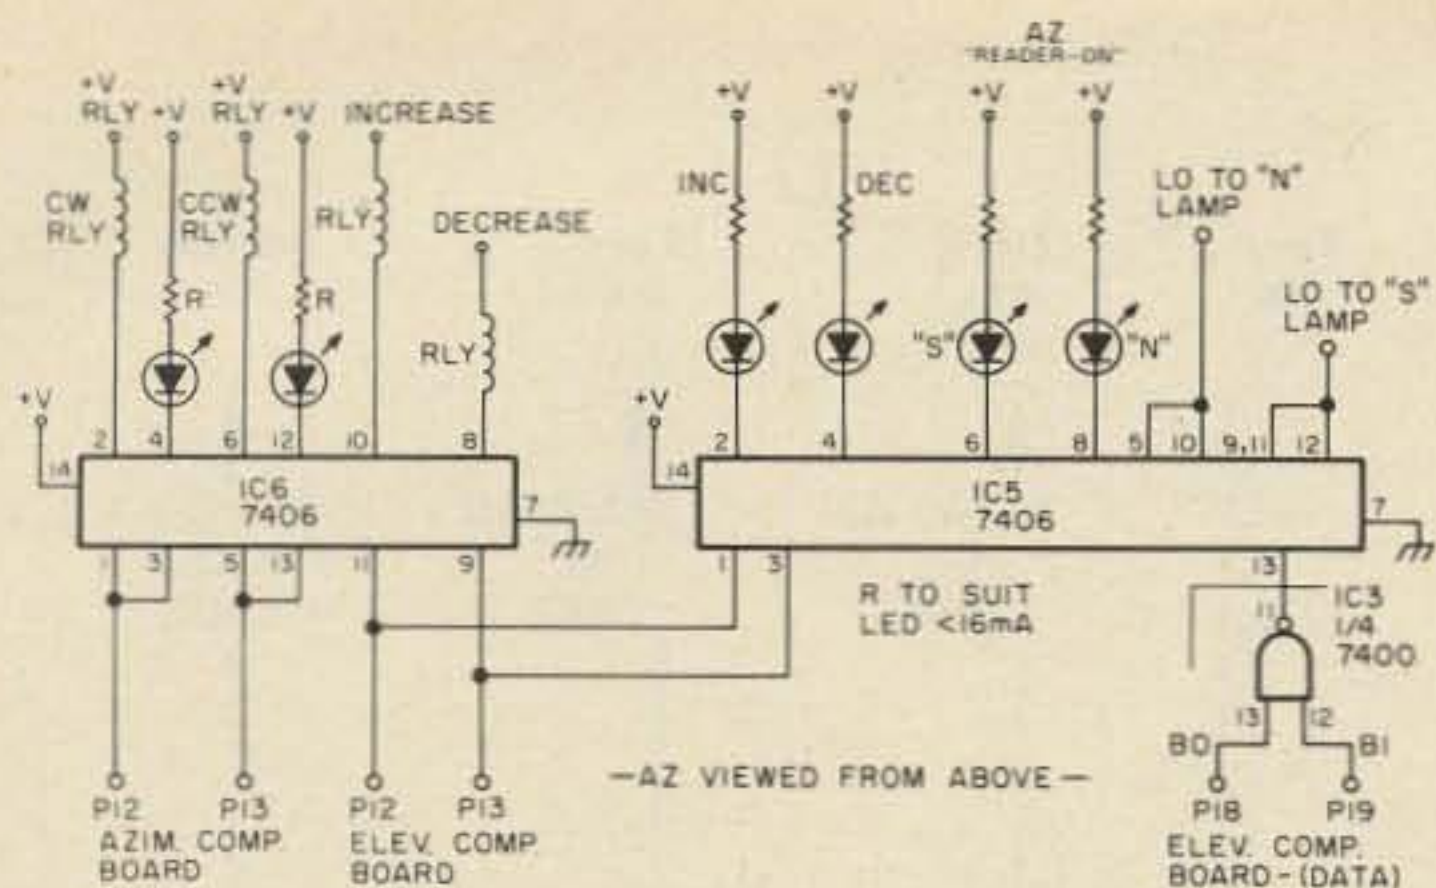 AZ
"READER-ON"
+V
RLY
+V
+V
RLY
+V
INCREASE
+V
+V
+V
+V
CW
RLY
CCW
RLY
RLY
DECREASE
INC
DEC
LO TO "N"
LAMP
LO TO "S"
LAMP
R
R
RLY
"S"
"N"
+V
+V
2
4
6
12
10
8
2
4
6
8
5
10
9,11
12
14
IC6
7406
7
14
IC5
7406
7
1
3
5
13
11
9
1
3
13
R TO SUIT
LED <16mA
11
IC3
1/4
7400
13
12
B0
B1
—AZ VIEWED FROM ABOVE—
P12
P13
AZIM. COMP.
BOARD
P12
P13
ELEV. COMP.
BOARD
P18
P19
ELEV. COMP.
BOARD-(DATA)